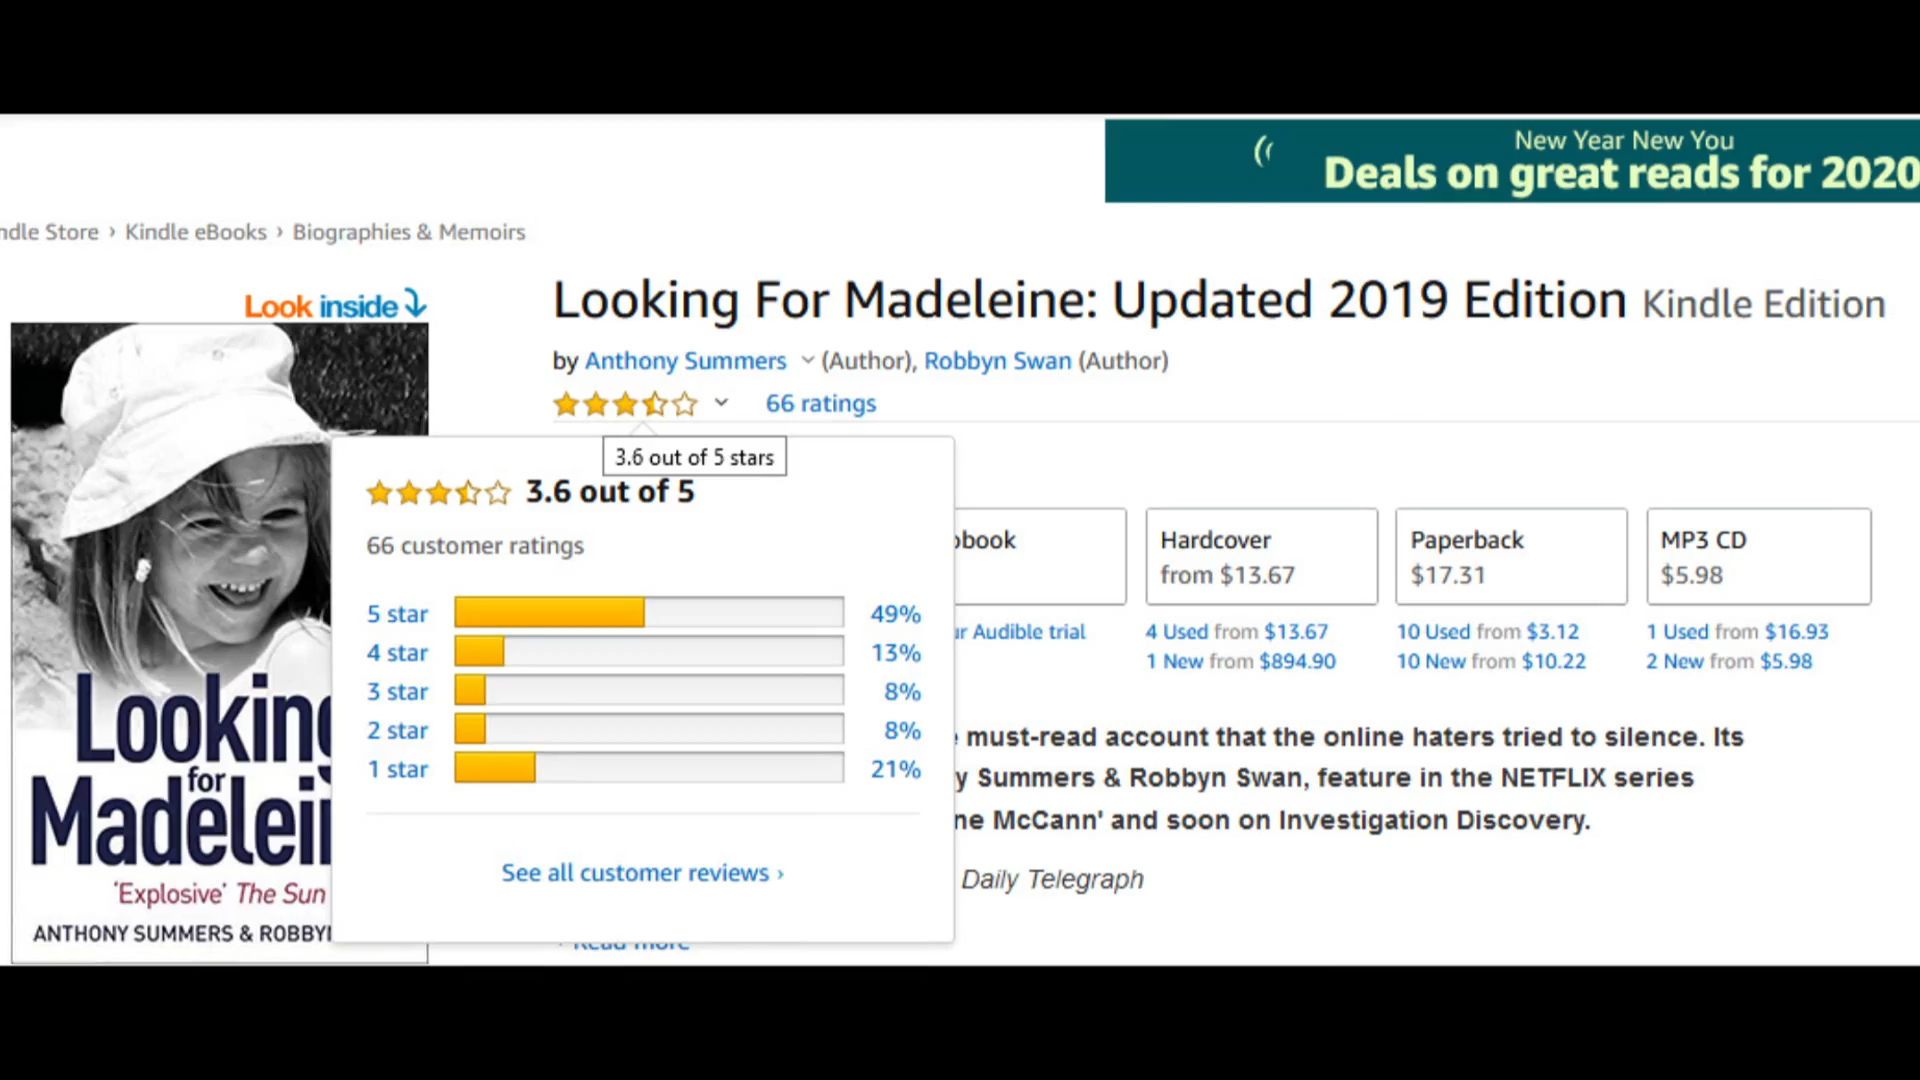 New Year New You
Deals on great reads for 2020
Store › Kindle eBooks › Biographies & Memoirs
Look inside
Looking For Madeleine: Updated 2019 Edition Kindle Edition
by Anthony Summers (Author), Robbyn Swan (Author)
66 ratings
3.6 out of 5 stars
3.6 out of 5
66 customer ratings
5 star 49%
4 star 13%
3 star 8%
2 star 8%
1 star 21%
See all customer reviews ›
Hardcover
from $13.67
Paperback
$17.31
MP3 CD
$5.98
Audible trial
4 Used from $13.67
1 New from $894.90
10 Used from $3.12
10 New from $10.22
1 Used from $16.93
2 New from $5.98
must-read account that the online haters tried to silence. Its
Summers & Robbyn Swan, feature in the NETFLIX series
McCann' and soon on Investigation Discovery.
Daily Telegraph
Read more
for
'Explosive' The Sun
ANTHONY SUMMERS &